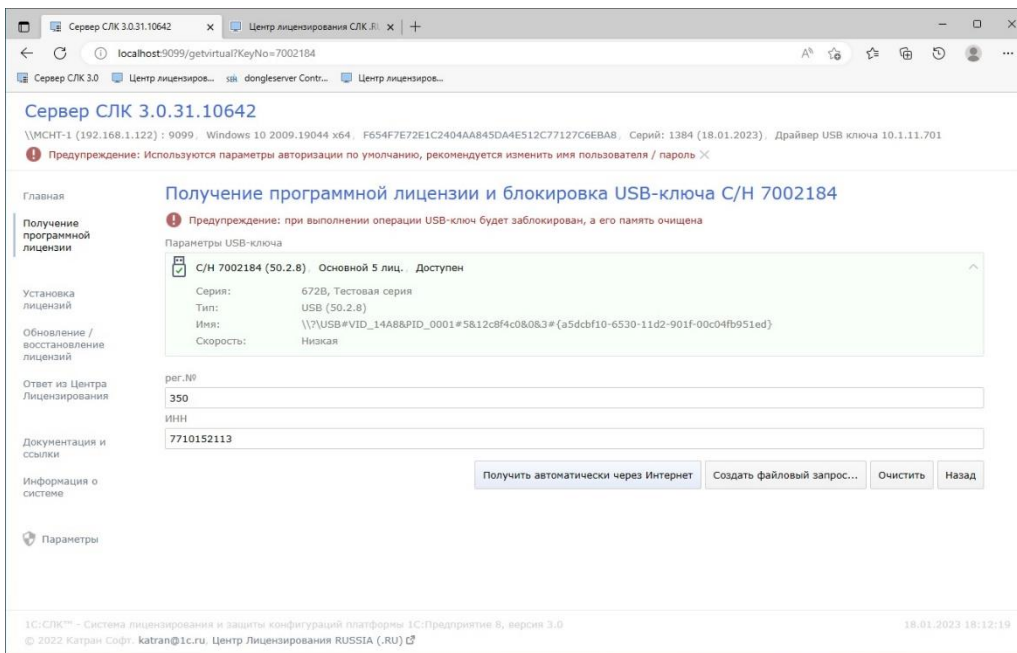 Сервер СЛК 3.0.31.10642
Центр лицензирования СЛК .RU
localhost:9099/getvirtual?KeyNo=7002184
Сервер СЛК 3.0 Центр лицензиров... dongleserver Contr... Центр лицензиров...
Сервер СЛК 3.0.31.10642
\\MCHT-1 (192.168.1.122) : 9099, Windows 10 2009.19044 x64, F654F7E72E1C2404AA845DA4E512C77127C6EBA8, Серий: 1384 (18.01.2023), Драйвер USB ключа 10.1.11.701
Предупреждение: Используются параметры авторизации по умолчанию, рекомендуется изменить имя пользователя / пароль
Главная
Получение
программной
лицензии
Установка
лицензий
Обновление /
восстановление
лицензий
Ответ из Центра
Лицензирования
Документация и
ссылки
Информация о
системе
Параметры
Получение программной лицензии и блокировка USB-ключа С/Н 7002184
Предупреждение: при выполнении операции USB-ключ будет заблокирован, а его память очищена
Параметры USB-ключа
С/Н 7002184 (50.2.8), Основной 5 лиц., Доступен
Серия: 672B, Тестовая серия
Тип: USB (50.2.8)
Имя: \\?\USB#VID_14A8&PID_0001#5&12c8f4c0&0&3#{a5dcbf10-6530-11d2-901f-00c04fb951ed}
Скорость: Низкая
рег.№
350
ИНН
7710152113
Получить автоматически через Интернет Создать файловый запрос... Очистить Назад
1С:СЛК™ – Система лицензирования и защиты конфигураций платформы 1С:Предприятие 8, версия 3.0
18.01.2023 18:12:19
© 2022 Катран Софт. katran@1c.ru, Центр Лицензирования RUSSIA (.RU)